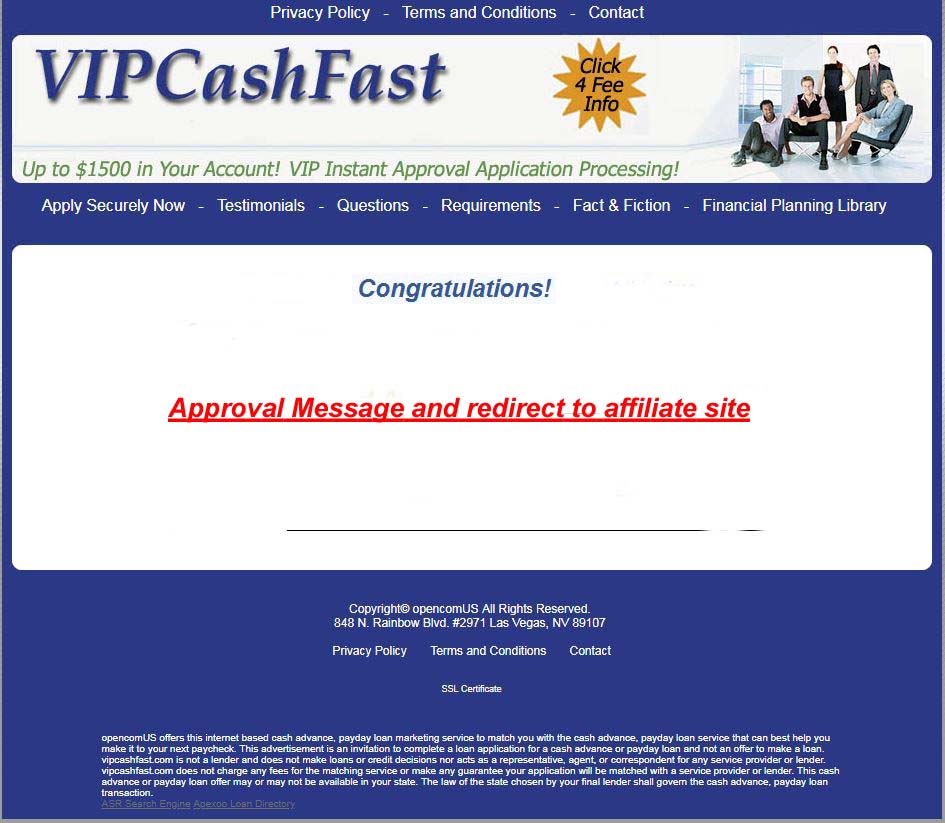 Privacy Policy - Terms and Conditions - Contact
VIPCashFast
Click
4 Fee
Info
Up to $1500 in Your Account! VIP Instant Approval Application Processing!
Apply Securely Now - Testimonials - Questions - Requirements - Fact & Fiction - Financial Planning Library
Congratulations!
Approval Message and redirect to affiliate site
Copyright© opencomUS All Rights Reserved.
848 N. Rainbow Blvd. #2971 Las Vegas, NV 89107
Privacy Policy Terms and Conditions Contact
SSL Certificate
opencomUS offers this internet based cash advance, payday loan marketing service to match you with the cash advance, payday loan service that can best help you
make it to your next paycheck. This advertisement is an invitation to complete a loan application for a cash advance or payday loan and not an offer to make a loan.
vipcashfast.com is not a lender and does not make loans or credit decisions nor acts as a representative, agent, or correspondent for any service provider or lender.
vipcashfast.com does not charge any fees for the matching service or make any guarantee your application will be matched with a service provider or lender. This cash
advance or payday loan offer may or may not be available in your state. The law of the state chosen by your final lender shall govern the cash advance, payday loan
transaction.
ASR Search Engine Apexoo Loan Directory